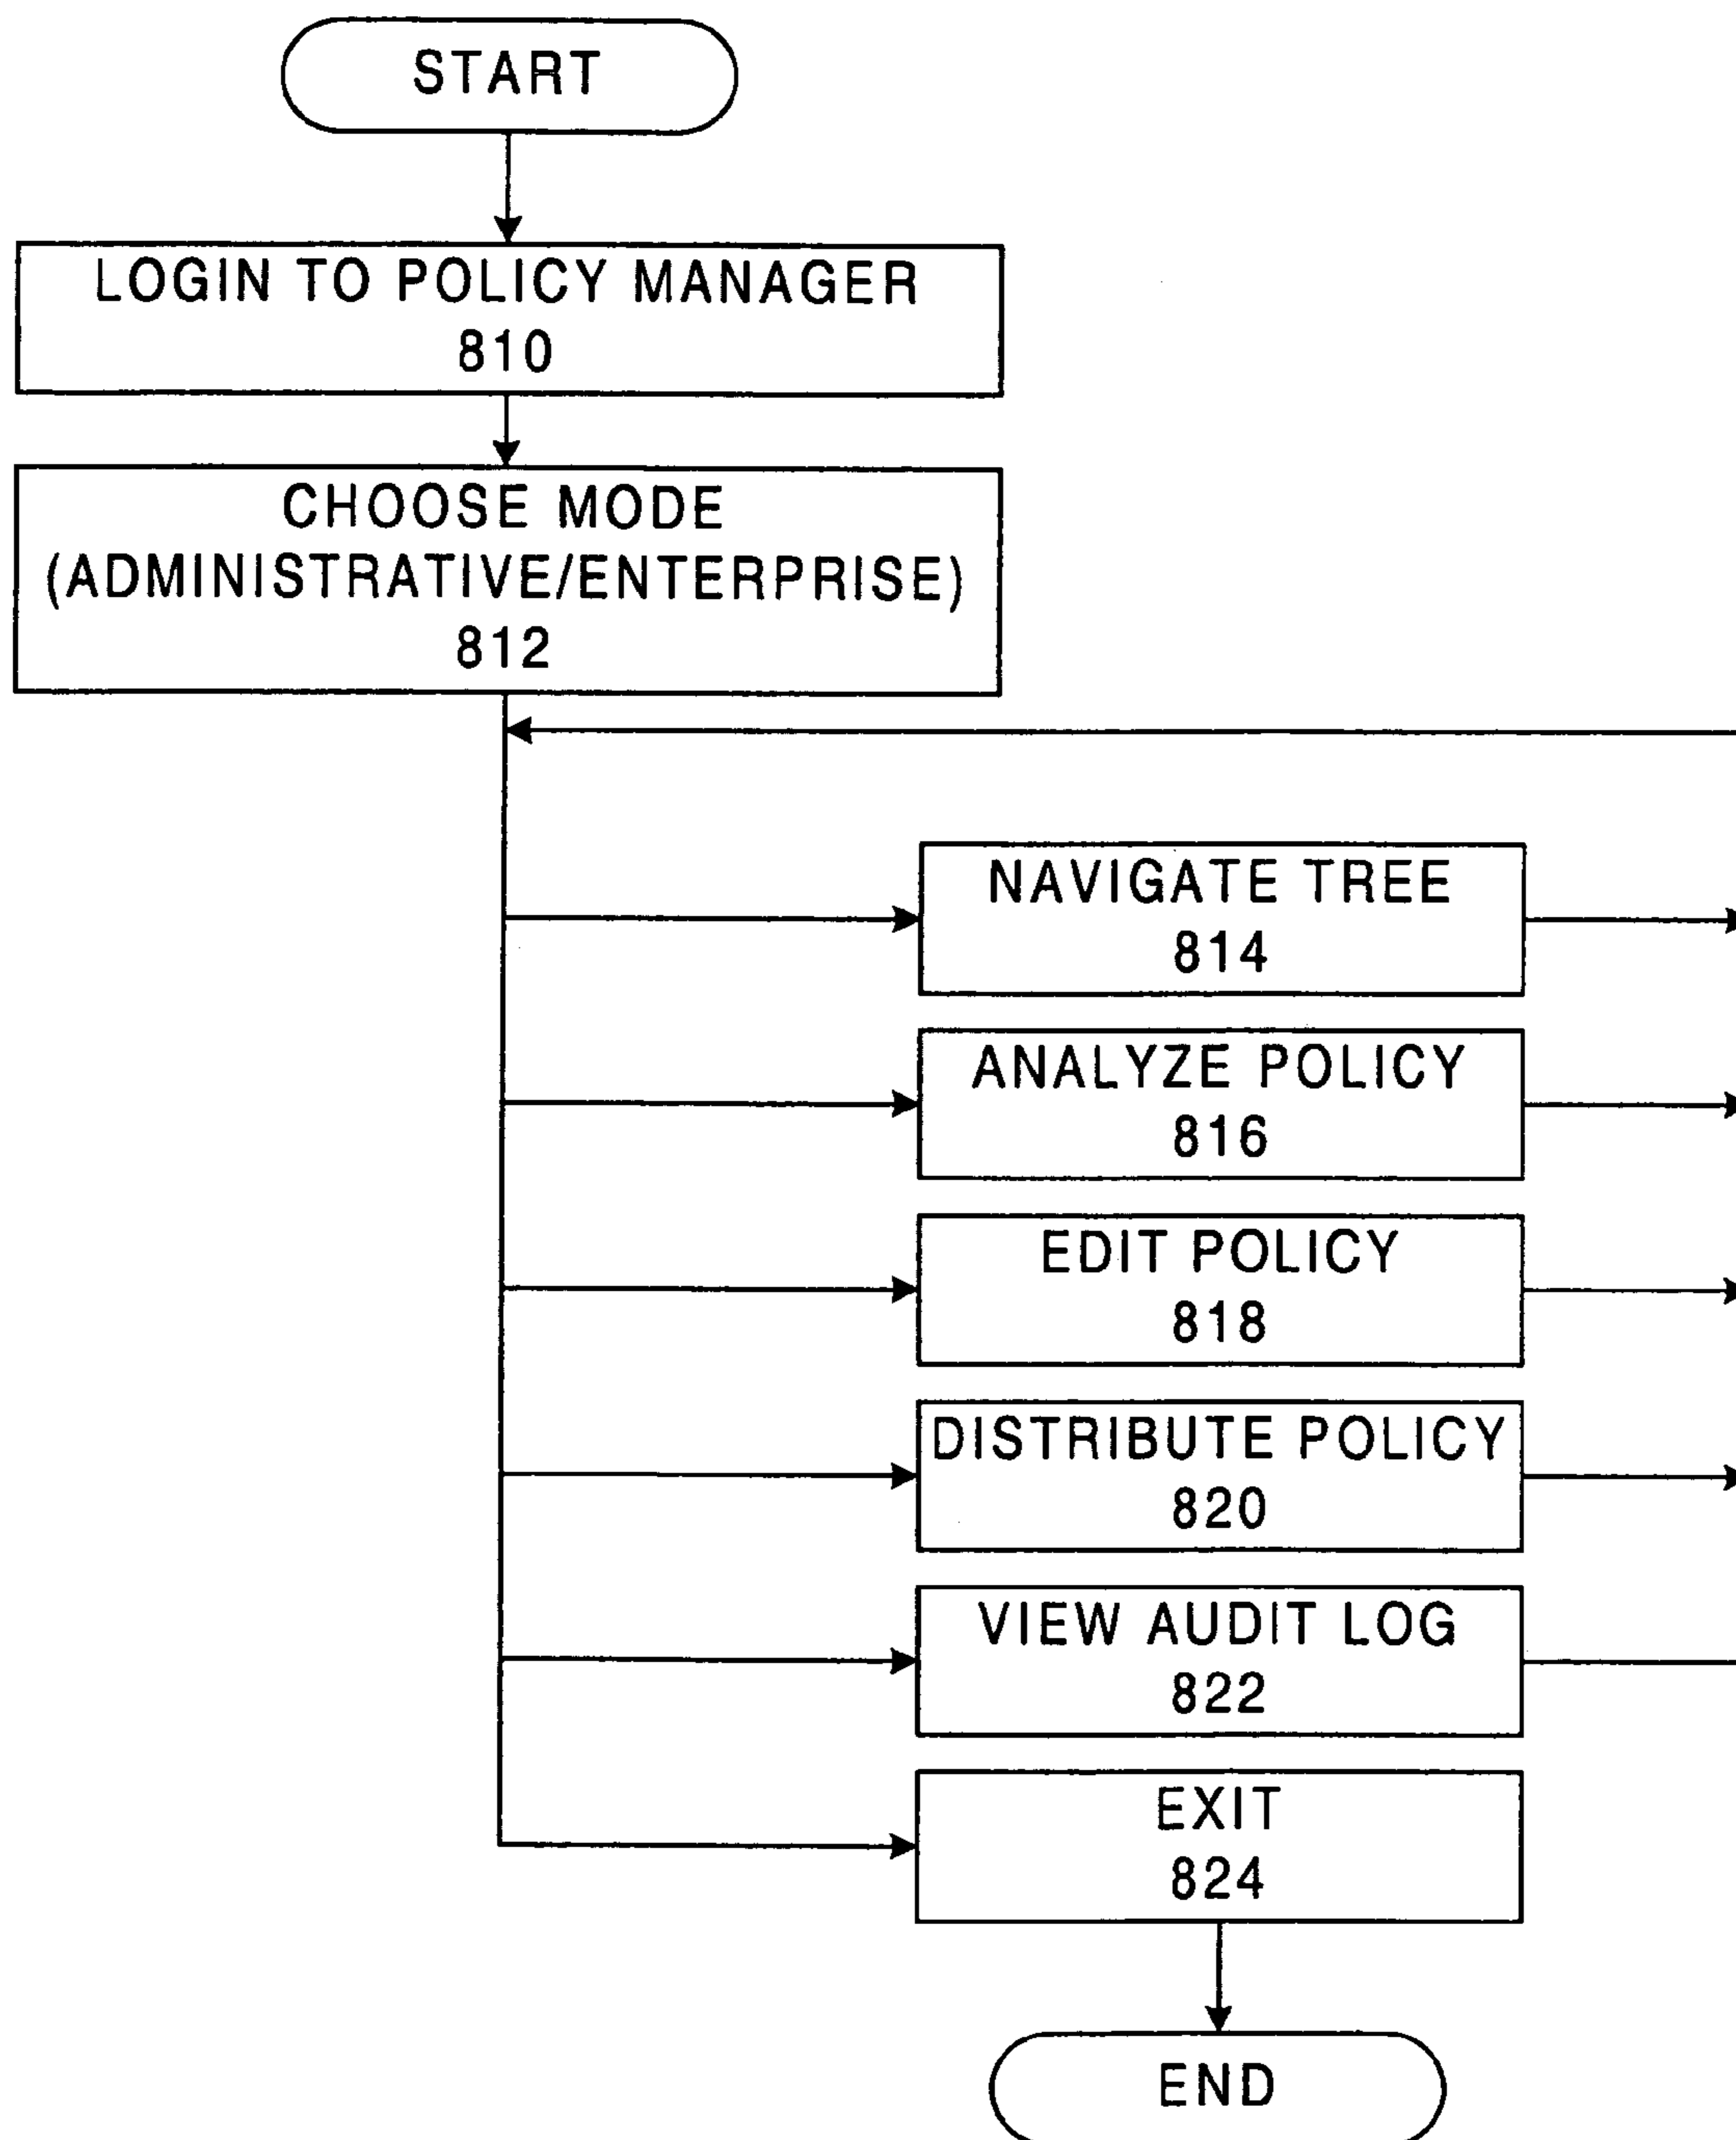 START
LOGIN TO POLICY MANAGER
810
CHOOSE MODE
(ADMINISTRATIVE/ENTERPRISE)
812
NAVIGATE TREE
814
ANALYZE POLICY
816
EDIT POLICY
818
DISTRIBUTE POLICY
820
VIEW AUDIT LOG
822
EXIT
824
END